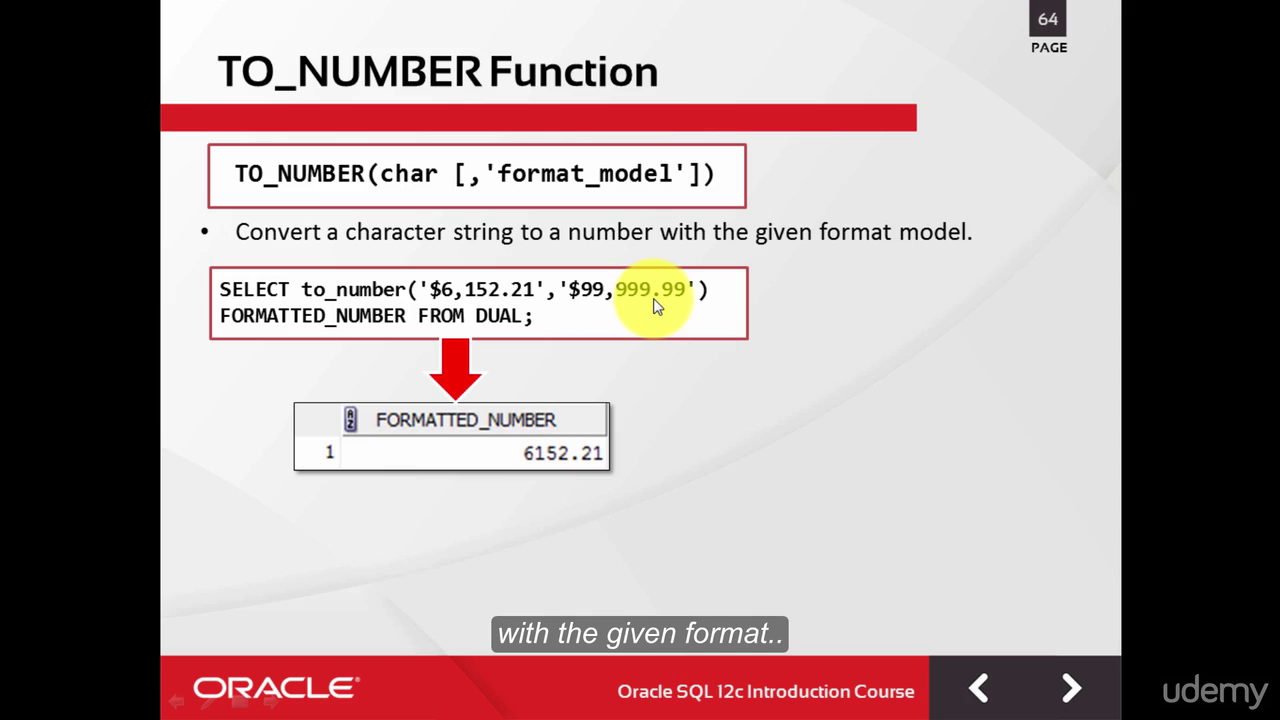 64
PAGE
TO_NUMBER Function
TO_NUMBER(char [,'format_model'])
• Convert a character string to a number with the given format model.
SELECT to_number('$6,152.21','$99,999.99')
FORMATTED_NUMBER FROM DUAL;
A Z FORMATTED_NUMBER
1 6152.21
with the given format..
ORACLE®
Oracle SQL 12c Introduction Course
udemy